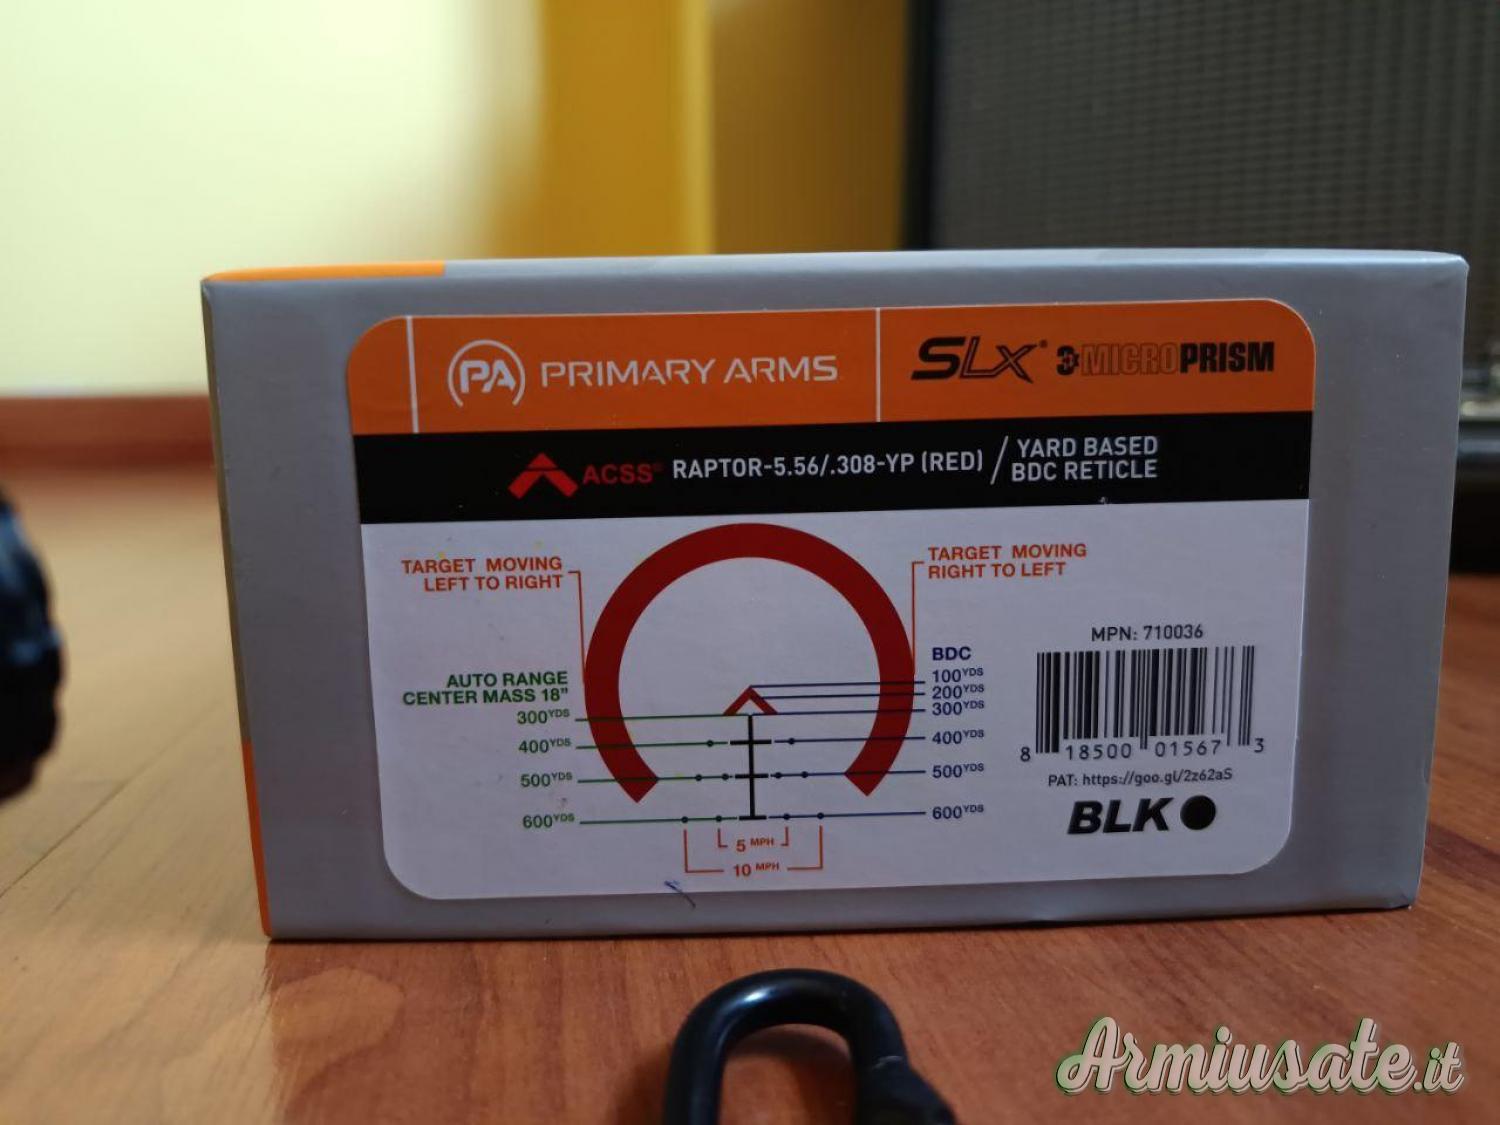 PA PRIMARY ARMS
SLx® 3x MICROPRISM
ACSS® RAPTOR-5.56/.308-YP (RED) / YARD BASED
BDC RETICLE
TARGET MOVING
LEFT TO RIGHT
TARGET MOVING
RIGHT TO LEFT
AUTO RANGE
CENTER MASS 18"
300YDS
400YDS
500YDS
600YDS
BDC
100YDS
200YDS
300YDS
400YDS
500YDS
600YDS
5 MPH
10 MPH
MPN: 710036
8 18500 01567 3
PAT: https://goo.gl/2z62aS
BLK
Armiusate.it